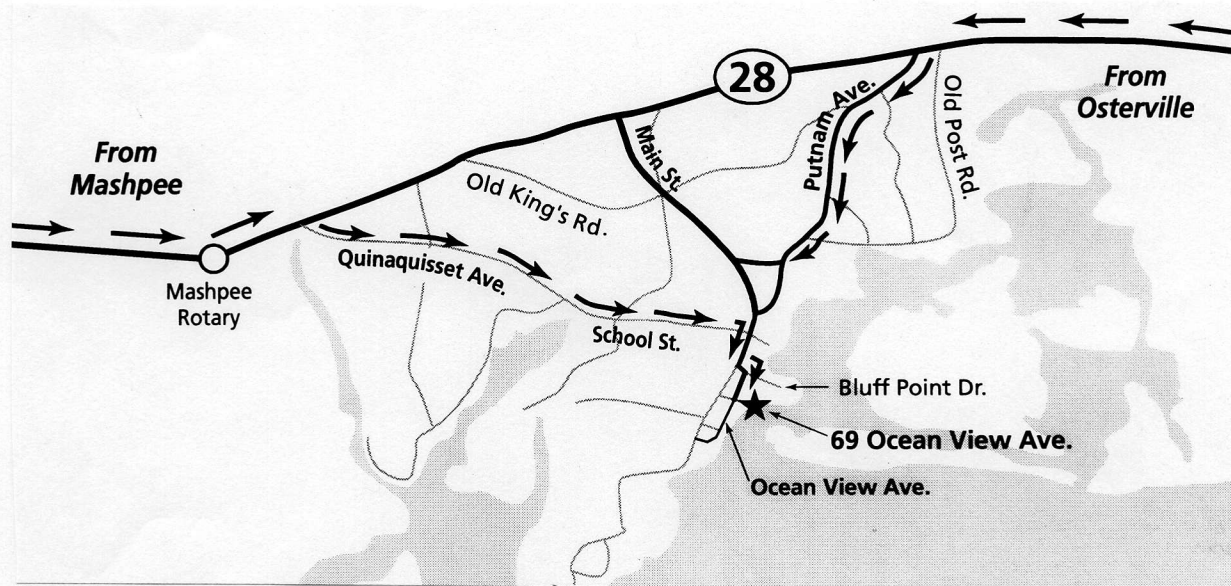 28
From
Osterville
From
Mashpee
Main St.
Putnam Ave.
Old Post Rd.
Old King's Rd.
Quinaquisset Ave.
Mashpee
Rotary
School St.
Bluff Point Dr.
69 Ocean View Ave.
Ocean View Ave.